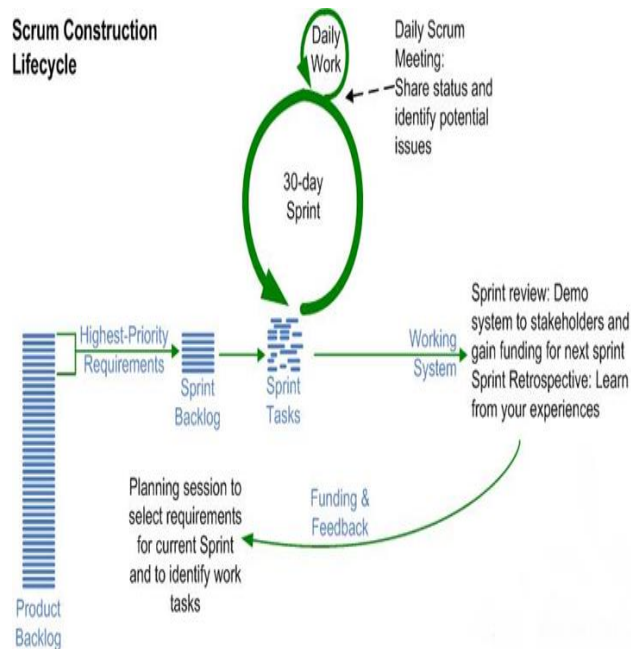 Scrum Construction
Lifecycle
Daily
Work
Daily Scrum
Meeting:
Share status and
identify potential
issues
30-day
Sprint
Highest-Priority
Requirements
Sprint
Backlog
Sprint
Tasks
Working
System
Sprint review: Demo
system to stakeholders and
gain funding for next sprint
Sprint Retrospective: Learn
from your experiences
Planning session to
select requirements
for current Sprint
and to identify work
tasks
Funding &
Feedback
Product
Backlog